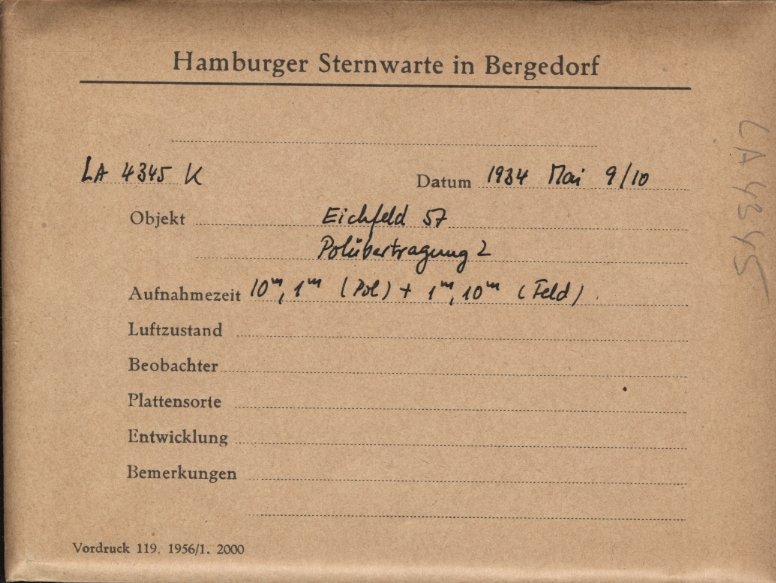 Hamburger Sternwarte in Bergedorf
LA 4345 K Datum 1934 Mai 9/10
Objekt Eichfeld 57
Polübertragung 2
Aufnahmezeit 10ᵐ, 1ᵐ (Pol) + 1ᵐ, 10ᵐ (Feld)
Luftzustand
Beobachter
Plattensorte
Entwicklung
Bemerkungen
Vordruck 119. 1956/1. 2000
LA 4345